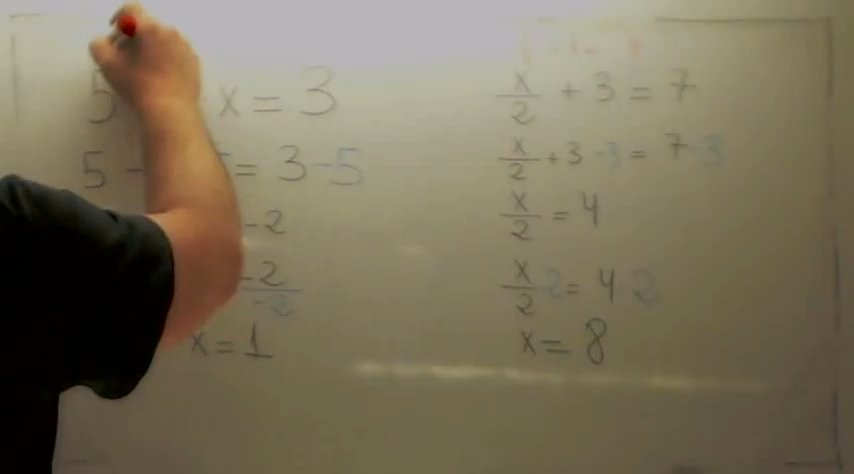 5 x = 3
5 - = 3 - 5
-2
-2
-2
x = 1
x/2 + 3 = 7
x/2 + 3 - 3 = 7 - 3
x/2 = 4
x/2 · 2 = 4 · 2
x = 8